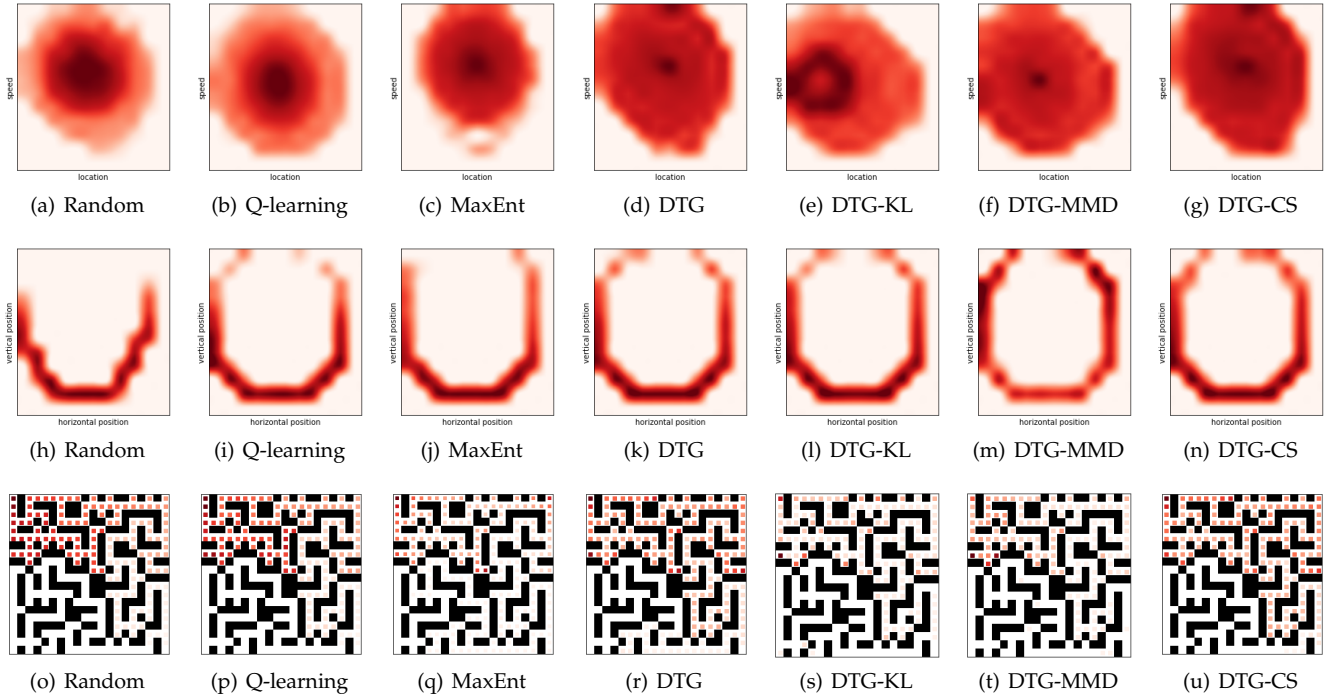 speed speed speed speed speed speed speed
location location location location location location location
(a) Random (b) Q-learning (c) MaxEnt (d) DTG (e) DTG-KL (f) DTG-MMD (g) DTG-CS
vertical position vertical position vertical position vertical position vertical position vertical position vertical position
horizontal position horizontal position horizontal position horizontal position horizontal position horizontal position horizontal position
(h) Random (i) Q-learning (j) MaxEnt (k) DTG (l) DTG-KL (m) DTG-MMD (n) DTG-CS
(o) Random (p) Q-learning (q) MaxEnt (r) DTG (s) DTG-KL (t) DTG-MMD (u) DTG-CS